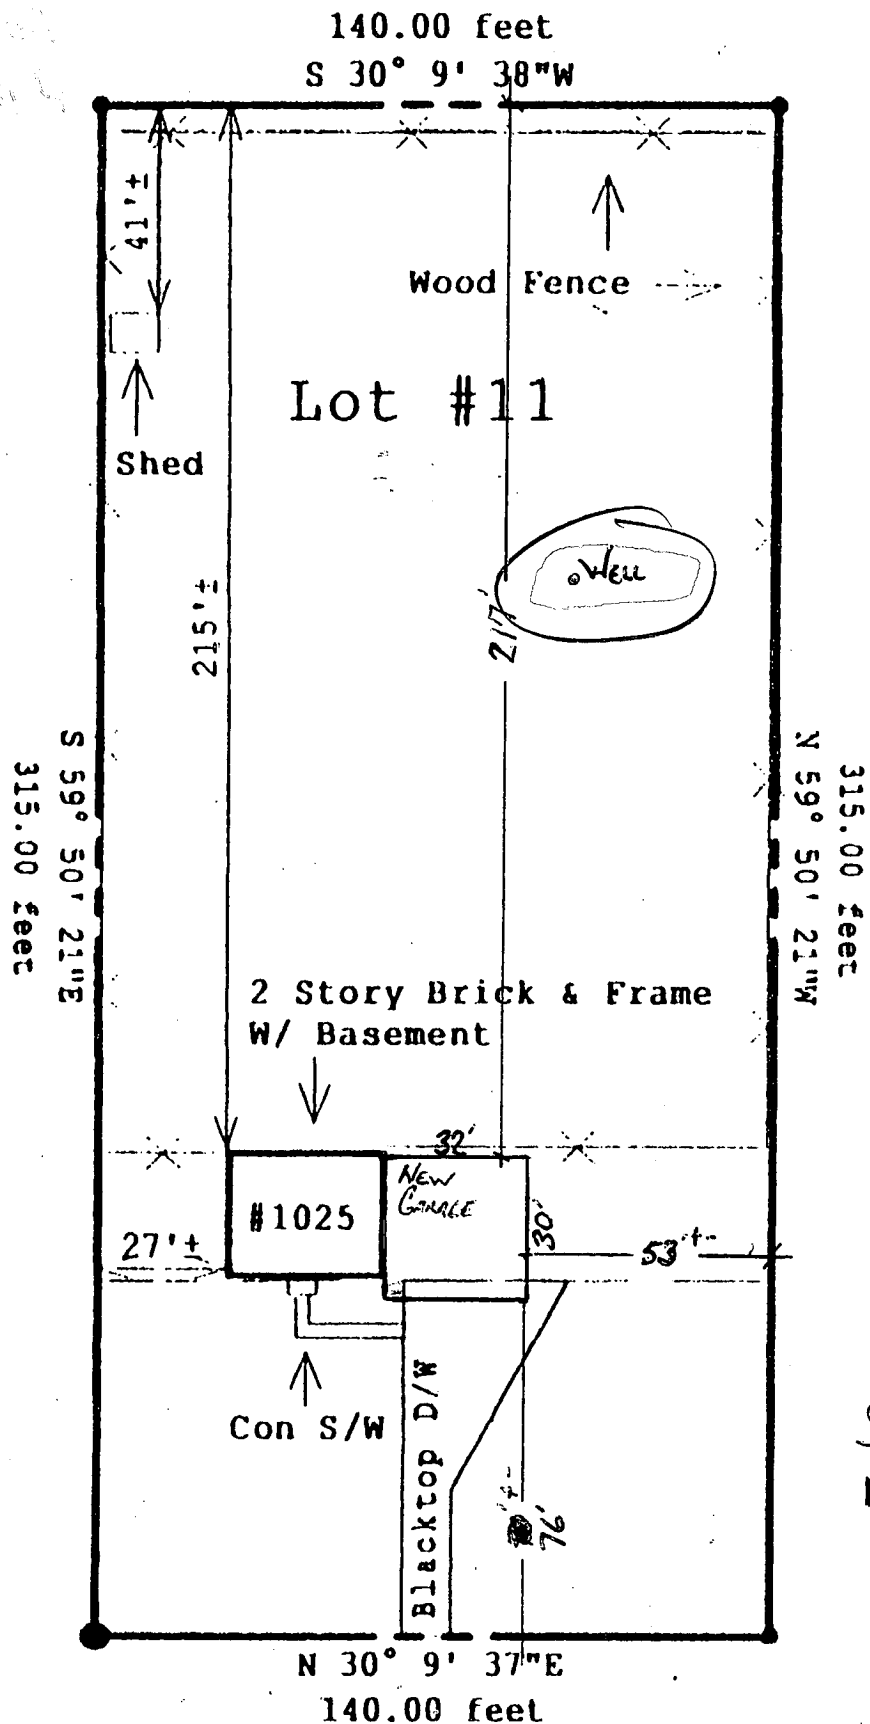 140.00 feet
S 30° 9' 38"W
41'±
Wood Fence
Lot #11
Shed
WELL
215'±
217'
S 59° 50' 21"E
315.00 feet
N 59° 50' 21"W
315.00 feet
2 Story Brick & Frame
W/ Basement
32'
NEW
GARAGE
#1025
30'
27'±
53'+-
Con S/W
Blacktop D/W
76'
N 30° 9' 37"E
140.00 feet